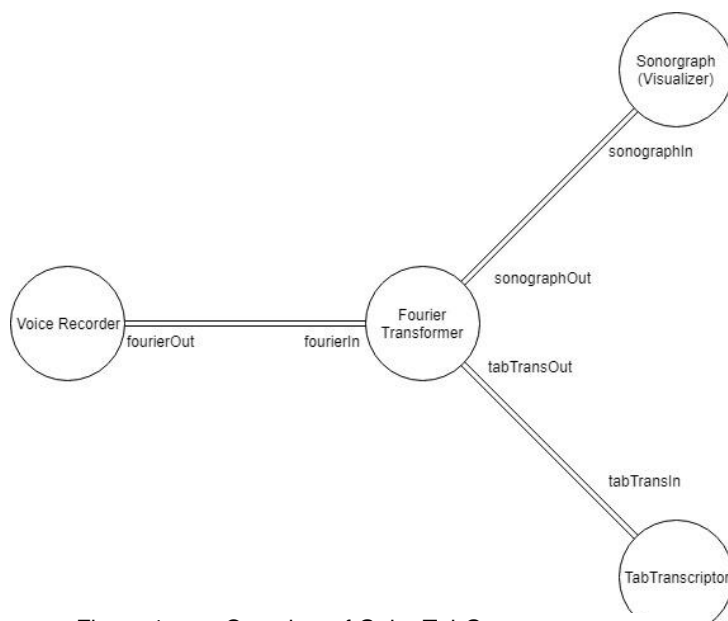 Sonorgraph
(Visualizer)
sonographIn
sonographOut
Voice Recorder
fourierOut
fourierIn
Fourier
Transformer
tabTransOut
tabTransIn
TabTranscriptor